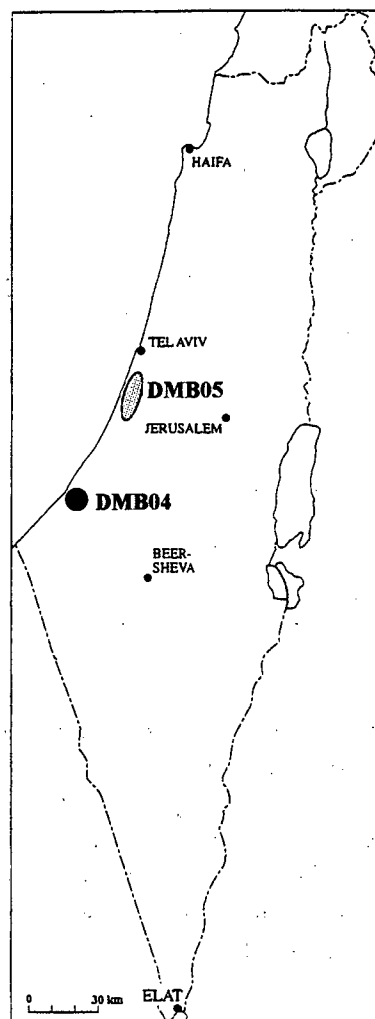 HAIFA
TEL AVIV
DMB05
JERUSALEM
DMB04
BEER-
SHEVA
ELAT
0 30 km